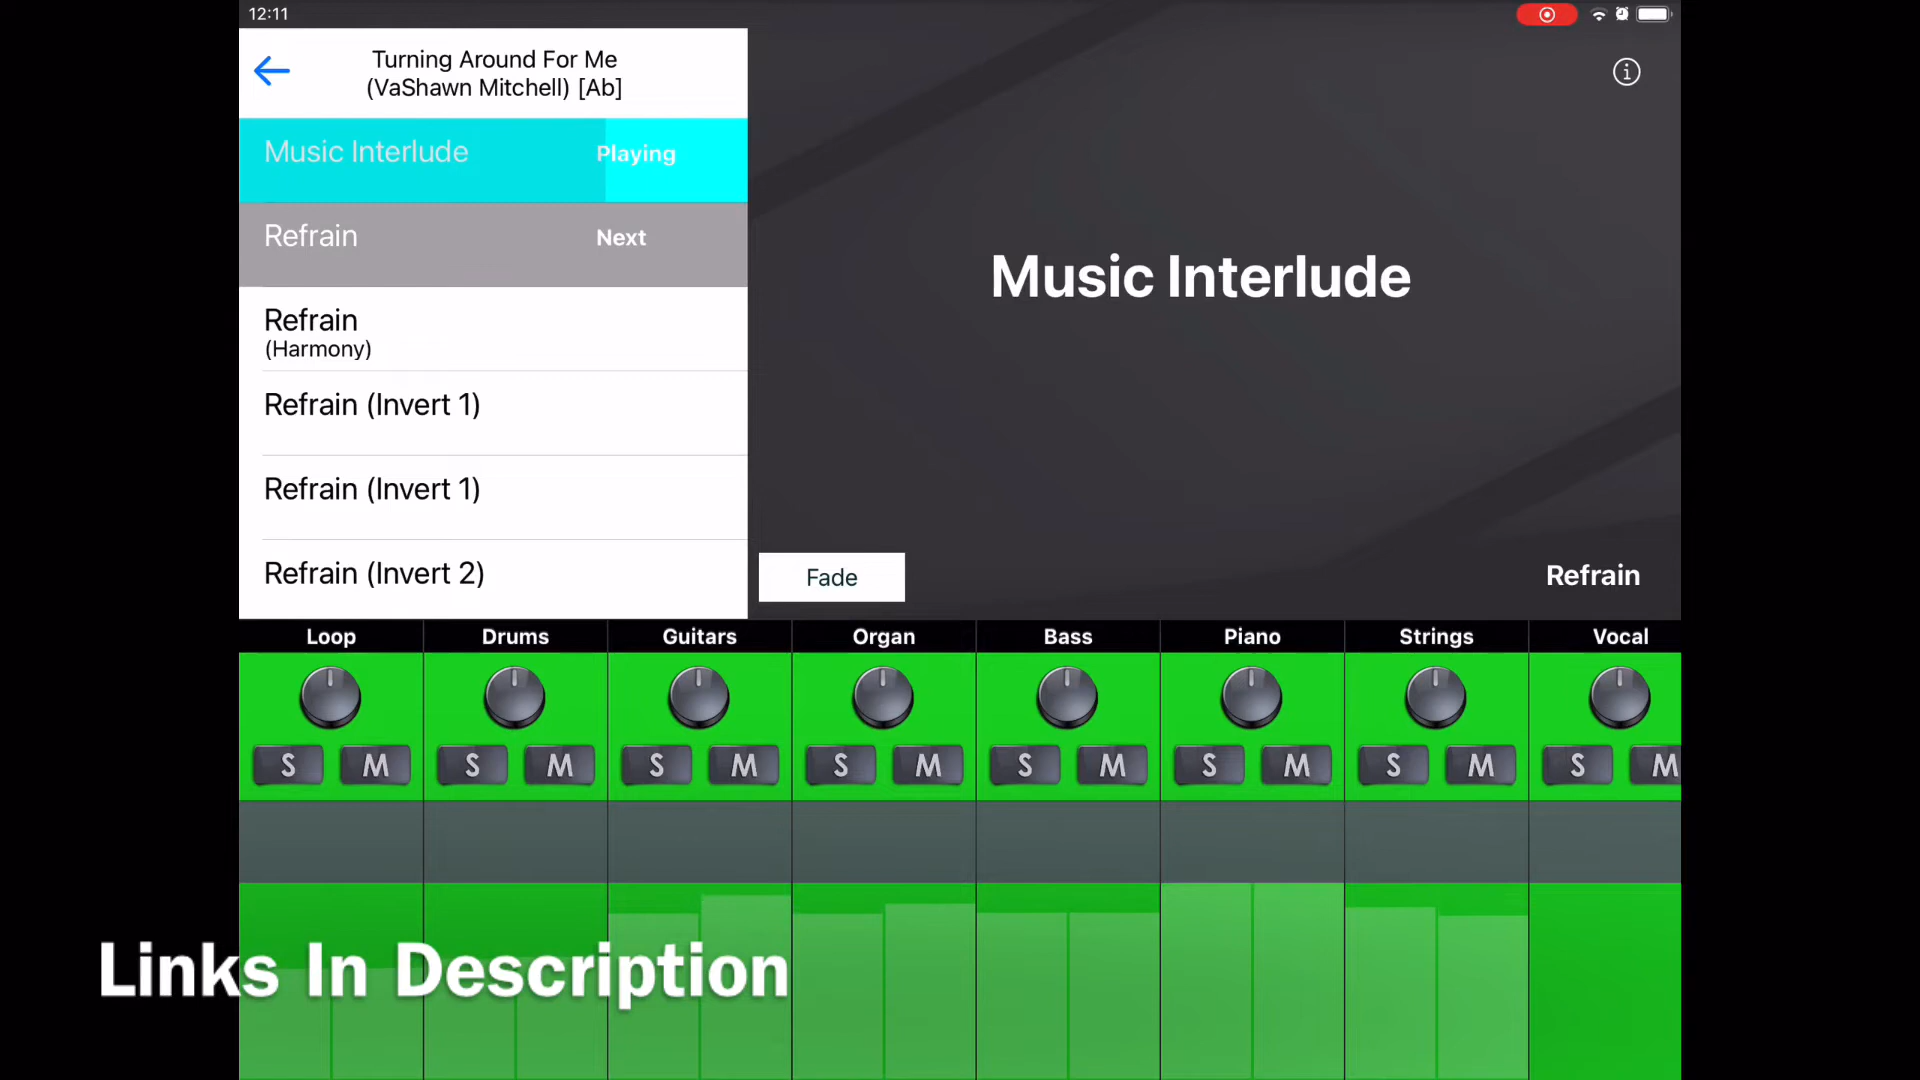 12:11
Turning Around For Me
(VaShawn Mitchell) [Ab]
Music Interlude Playing
Refrain Next
Refrain
(Harmony)
Refrain (Invert 1)
Refrain (Invert 1)
Refrain (Invert 2)
Music Interlude
Fade
Refrain
Loop Drums Guitars Organ Bass Piano Strings Vocal
S M S M S M S M S M S M S M S M
Links In Description